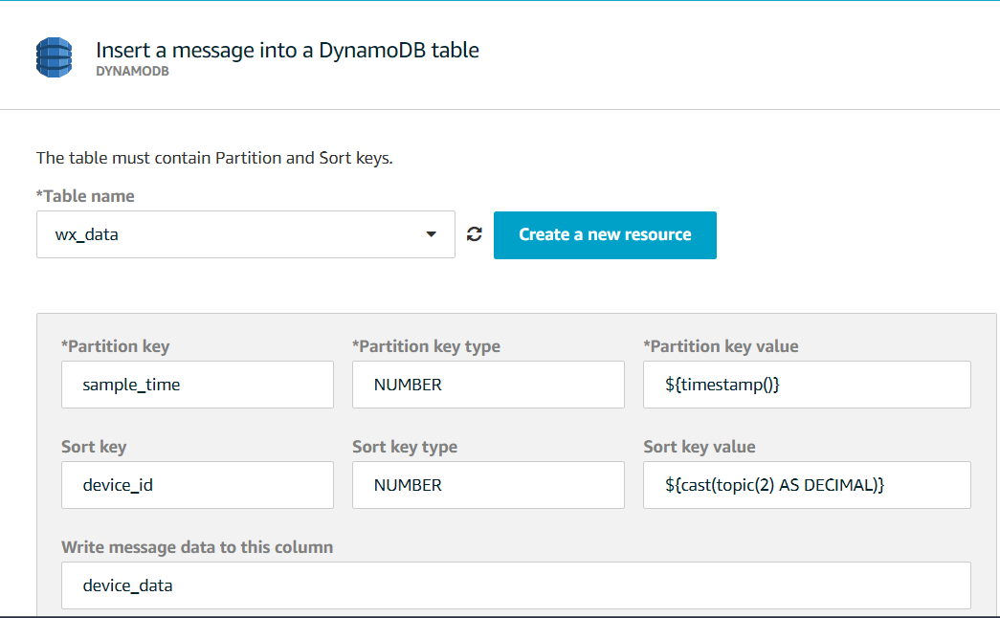 Insert a message into a DynamoDB table
DYNAMODB
The table must contain Partition and Sort keys.
*Table name
wx_data
Create a new resource
*Partition key
*Partition key type
*Partition key value
sample_time
NUMBER
${timestamp()}
Sort key
Sort key type
Sort key value
device_id
NUMBER
${cast(topic(2) AS DECIMAL)}
Write message data to this column
device_data